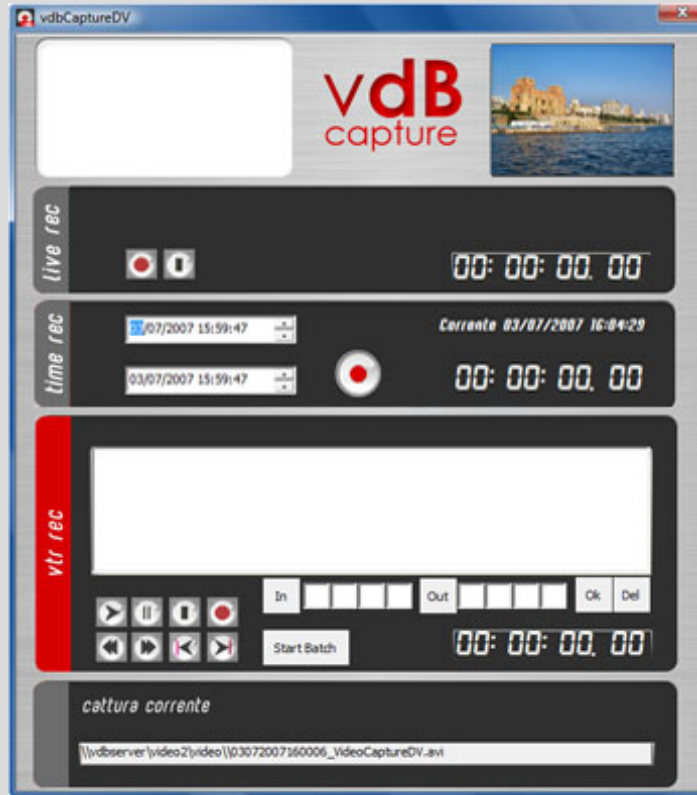 vdbCaptureDV
vdB
capture
live rec
00: 00: 00. 00
time rec
03/07/2007 15:59:47
Corrente 03/07/2007 16:04:29
03/07/2007 15:59:47
00: 00: 00. 00
vtr rec
In
Out
Ok
Del
Start Batch
00: 00: 00. 00
cattura corrente
\\vdbserver\video2\video\\03072007160006_VideoCaptureDV.avi